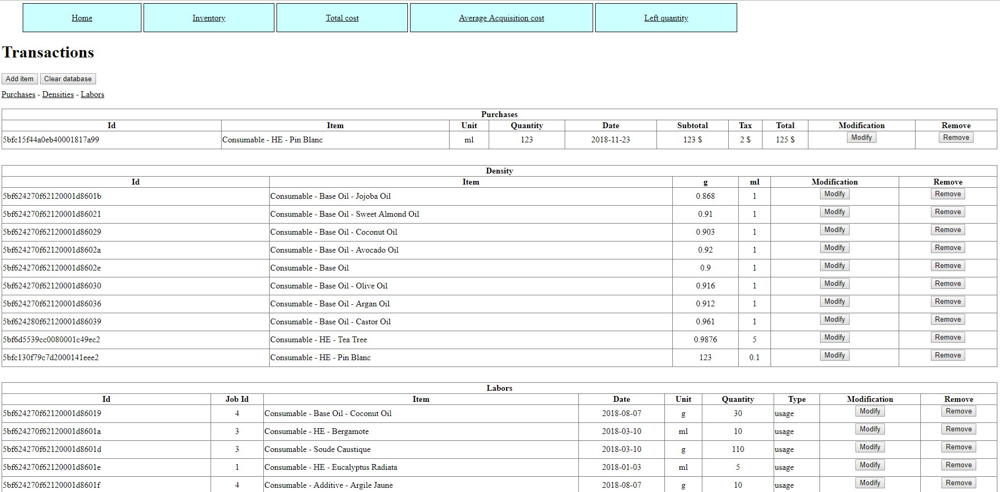 Home Inventory Total cost Average Acquisition cost Left quantity
Transactions
Add item Clear database
Purchases - Densities - Labors
Purchases
Id Item Unit Quantity Date Subtotal Tax Total Modification Remove
5bfc15f44a0eb40001817a99 Consumable - HE - Pin Blanc ml 123 2018-11-23 123 $ 2 $ 125 $ Modify Remove
Density
Id Item g ml Modification Remove
5bf624270f62120001d8601b Consumable - Base Oil - Jojoba Oil 0.868 1 Modify Remove
5bf624270f62120001d86021 Consumable - Base Oil - Sweet Almond Oil 0.91 1 Modify Remove
5bf624270f62120001d86029 Consumable - Base Oil - Coconut Oil 0.903 1 Modify Remove
5bf624270f62120001d8602a Consumable - Base Oil - Avocado Oil 0.92 1 Modify Remove
5bf624270f62120001d8602e Consumable - Base Oil 0.9 1 Modify Remove
5bf624270f62120001d86030 Consumable - Base Oil - Olive Oil 0.916 1 Modify Remove
5bf624270f62120001d86036 Consumable - Base Oil - Argan Oil 0.912 1 Modify Remove
5bf624280f62120001d86039 Consumable - Base Oil - Castor Oil 0.961 1 Modify Remove
5bf6d5539cc0080001c49ec2 Consumable - HE - Tea Tree 0.9876 5 Modify Remove
5bfc130f79c7d2000141eee2 Consumable - HE - Pin Blanc 123 0.1 Modify Remove
Labors
Id Job Id Item Date Unit Quantity Type Modification Remove
5bf624270f62120001d86019 4 Consumable - Base Oil - Coconut Oil 2018-08-07 g 30 usage Modify Remove
5bf624270f62120001d8601a 3 Consumable - HE - Bergamote 2018-03-10 ml 10 usage Modify Remove
5bf624270f62120001d8601d 3 Consumable - Soude Caustique 2018-03-10 g 110 usage Modify Remove
5bf624270f62120001d8601e 1 Consumable - HE - Eucalyptus Radiata 2018-01-03 ml 5 usage Modify Remove
5bf624270f62120001d8601f 4 Consumable - Additive - Argile Jaune 2018-08-07 g 10 usage Modify Remove